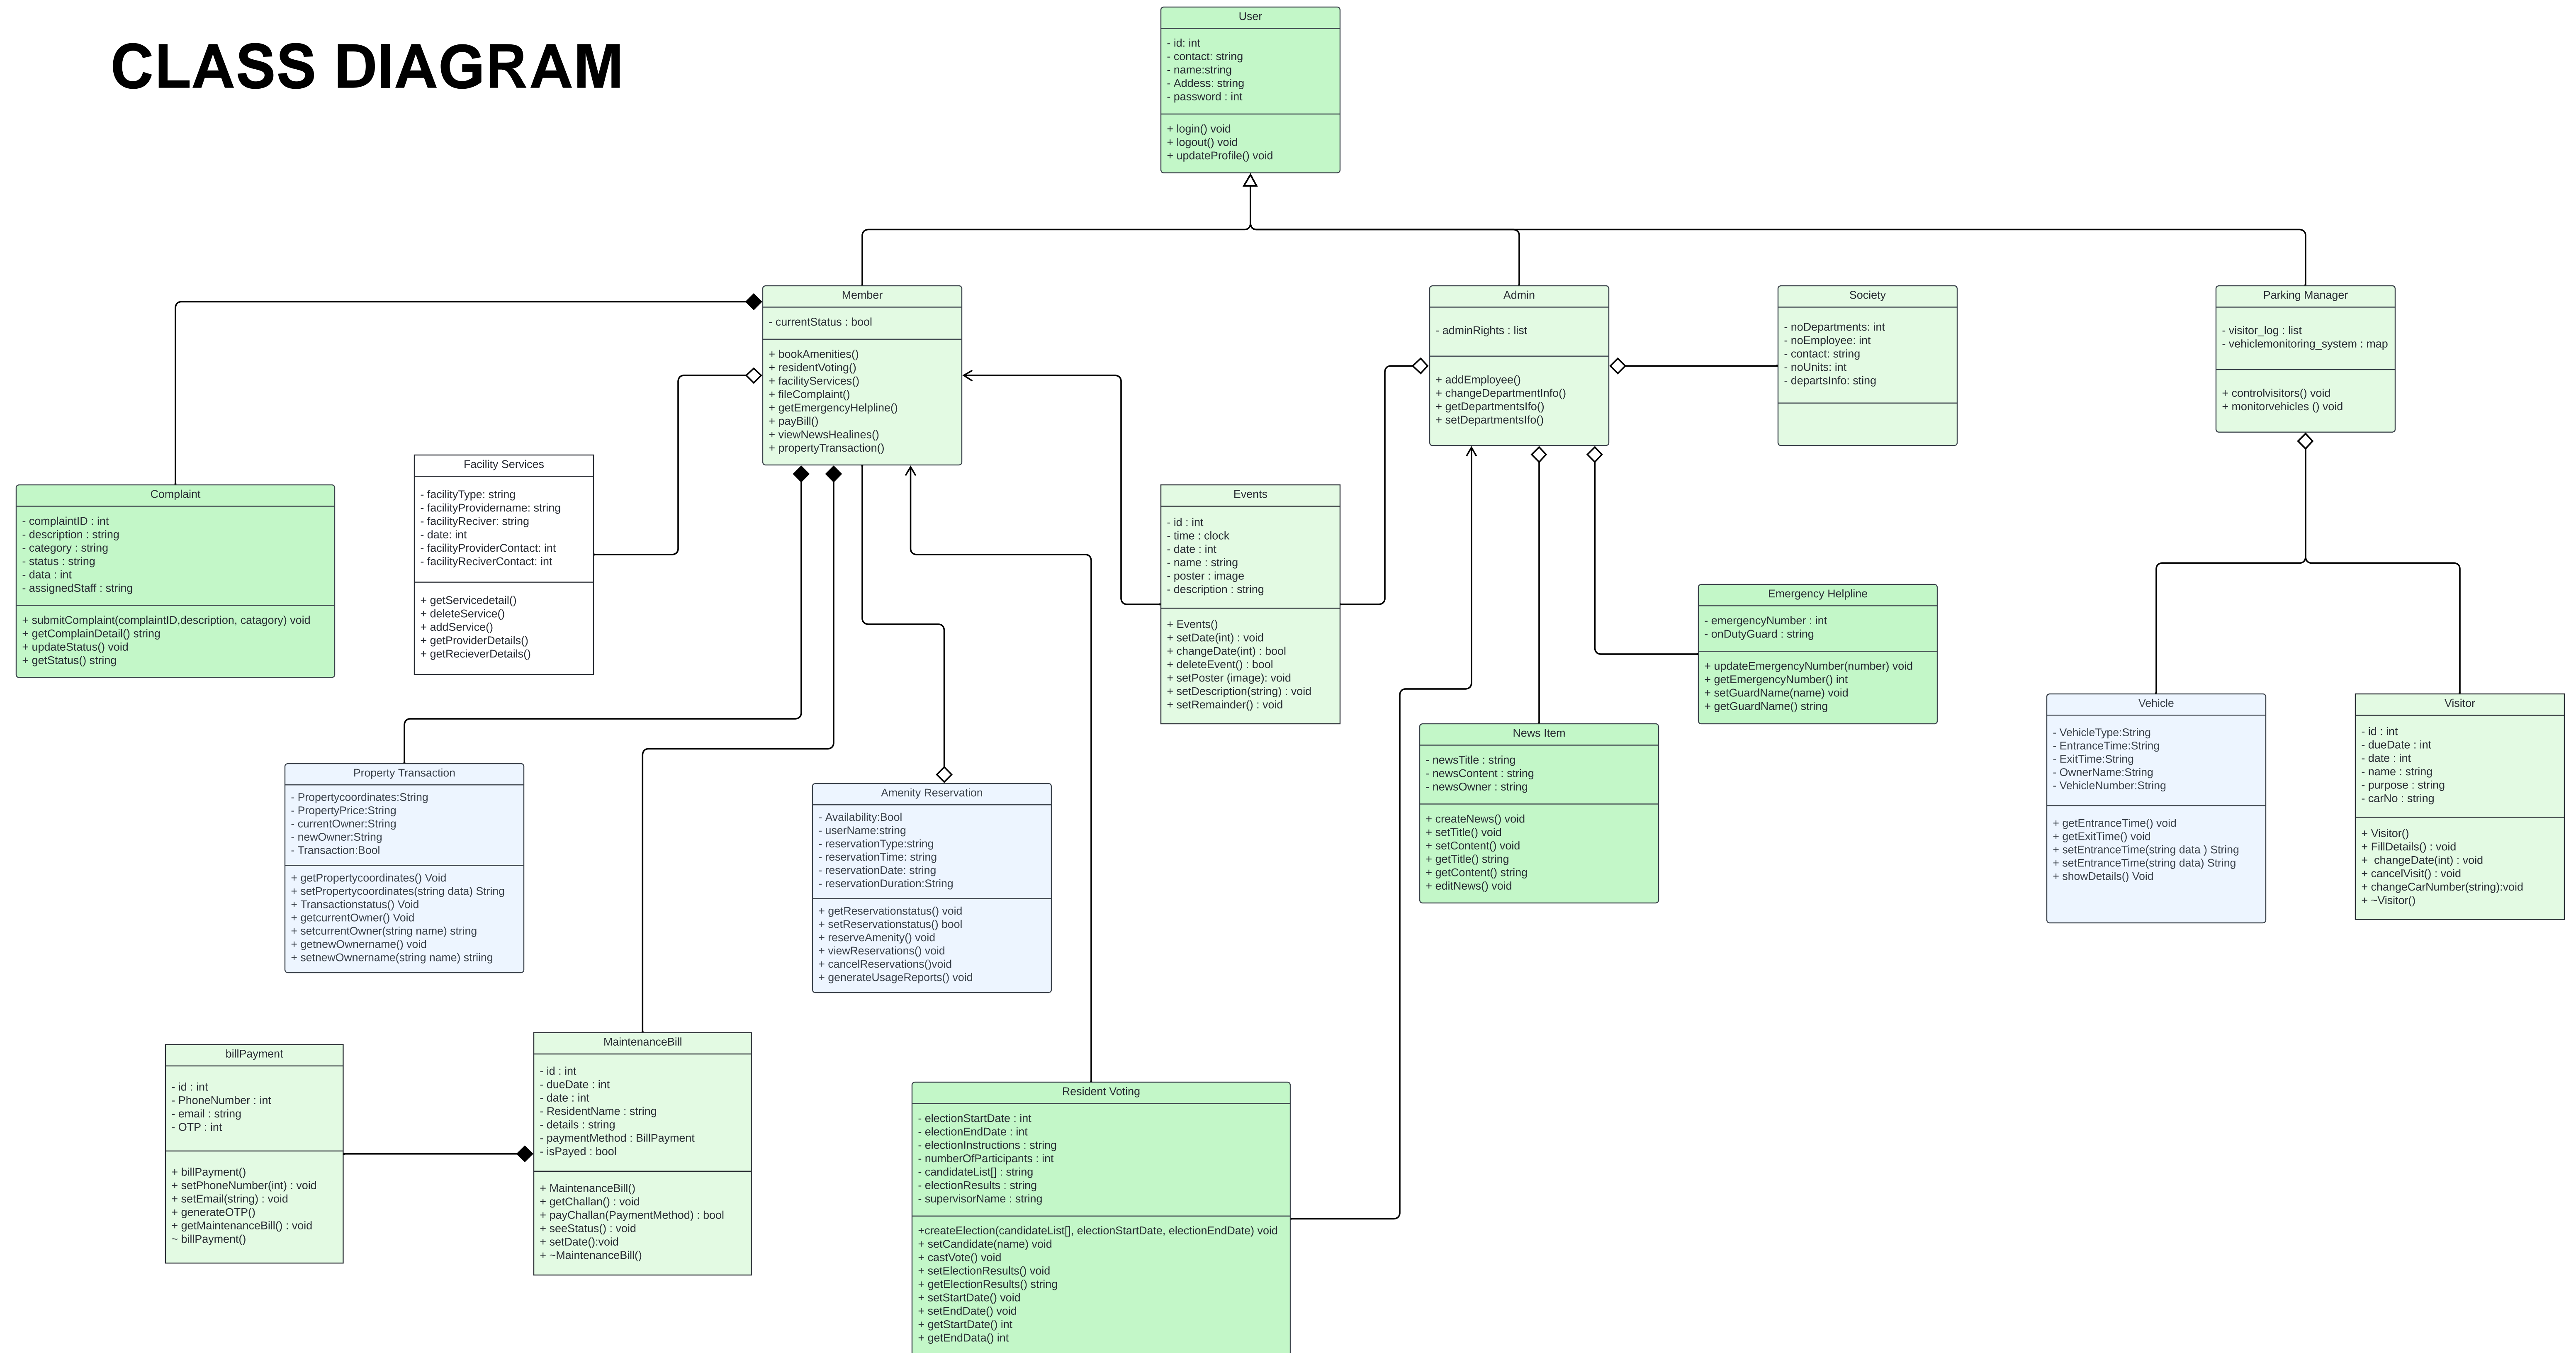 CLASS DIAGRAM
User
- id: int
- contact: string
- name:string
- Addess: string
- password : int
+ login() void
+ logout() void
+ updateProfile() void
Member
- currentStatus : bool
+ bookAmenities()
+ residentVoting()
+ facilityServices()
+ fileComplaint()
+ getEmergencyHelpline()
+ payBill()
+ viewNewsHealines()
+ propertyTransaction()
Admin
- adminRights : list
+ addEmployee()
+ changeDepartmentInfo()
+ getDepartmentsIfo()
+ setDepartmentsIfo()
Society
- noDepartments: int
- noEmployee: int
- contact: string
- noUnits: int
- departsInfo: sting
Parking Manager
- visitor_log : list
- vehiclemonitoring_system : map
+ controlvisitors() void
+ monitorvehicles () void
Complaint
- complaintID : int
- description : string
- category : string
- status : string
- data : int
- assignedStaff : string
+ submitComplaint(complaintID,description, catagory) void
+ getComplainDetail() string
+ updateStatus() void
+ getStatus() string
Facility Services
- facilityType: string
- facilityProvidername: string
- facilityReciver: string
- date: int
- facilityProviderContact: int
- facilityReciverContact: int
+ getServicedetail()
+ deleteService()
+ addService()
+ getProviderDetails()
+ getRecieverDetails()
Events
- id : int
- time : clock
- date : int
- name : string
- poster : image
- description : string
+ Events()
+ setDate(int) : void
+ changeDate(int) : bool
+ deleteEvent() : bool
+ setPoster (image): void
+ setDescription(string) : void
+ setRemainder() : void
Emergency Helpline
- emergencyNumber : int
- onDutyGuard : string
+ updateEmergencyNumber(number) void
+ getEmergencyNumber() int
+ setGuardName(name) void
+ getGuardName() string
News Item
- newsTitle : string
- newsContent : string
- newsOwner : string
+ createNews() void
+ setTitle() void
+ setContent() void
+ getTitle() string
+ getContent() string
+ editNews() void
Vehicle
- VehicleType:String
- EntranceTime:String
- ExitTime:String
- OwnerName:String
- VehicleNumber:String
+ getEntranceTime() void
+ getExitTime() void
+ setEntranceTime(string data ) String
+ setEntranceTime(string data) String
+ showDetails() Void
Visitor
- id : int
- dueDate : int
- date : int
- name : string
- purpose : string
- carNo : string
+ Visitor()
+ FillDetails() : void
+  changeDate(int) : void
+ cancelVisit() : void
+ changeCarNumber(string):void
+ ~Visitor()
Property Transaction
- Propertycoordinates:String
- PropertyPrice:String
- currentOwner:String
- newOwner:String
- Transaction:Bool
+ getPropertycoordinates() Void
+ setPropertycoordinates(string data) String
+ Transactionstatus() Void
+ getcurrentOwner() Void
+ setcurrentOwner(string name) string
+ getnewOwnername() void
+ setnewOwnername(string name) striing
Amenity Reservation
- Availability:Bool
- userName:string
- reservationType:string
- reservationTime: string
- reservationDate: string
- reservationDuration:String
+ getReservationstatus() void
+ setReservationstatus() bool
+ reserveAmenity() void
+ viewReservations() void
+ cancelReservations()void
+ generateUsageReports() void
billPayment
- id : int
- PhoneNumber : int
- email : string
- OTP : int
+ billPayment()
+ setPhoneNumber(int) : void
+ setEmail(string) : void
+ generateOTP()
+ getMaintenanceBill() : void
~ billPayment()
MaintenanceBill
- id : int
- dueDate : int
- date : int
- ResidentName : string
- details : string
- paymentMethod : BillPayment
- isPayed : bool
+ MaintenanceBill()
+ getChallan() : void
+ payChallan(PaymentMethod) : bool
+ seeStatus() : void
+ setDate():void
+ ~MaintenanceBill()
Resident Voting
- electionStartDate : int
- electionEndDate : int
- electionInstructions : string
- numberOfParticipants : int
- candidateList[] : string
- electionResults : string
- supervisorName : string
+createElection(candidateList[], electionStartDate, electionEndDate) void
+ setCandidate(name) void
+ castVote() void
+ setElectionResults() void
+ getElectionResults() string
+ setStartDate() void
+ setEndDate() void
+ getStartDate() int
+ getEndData() int